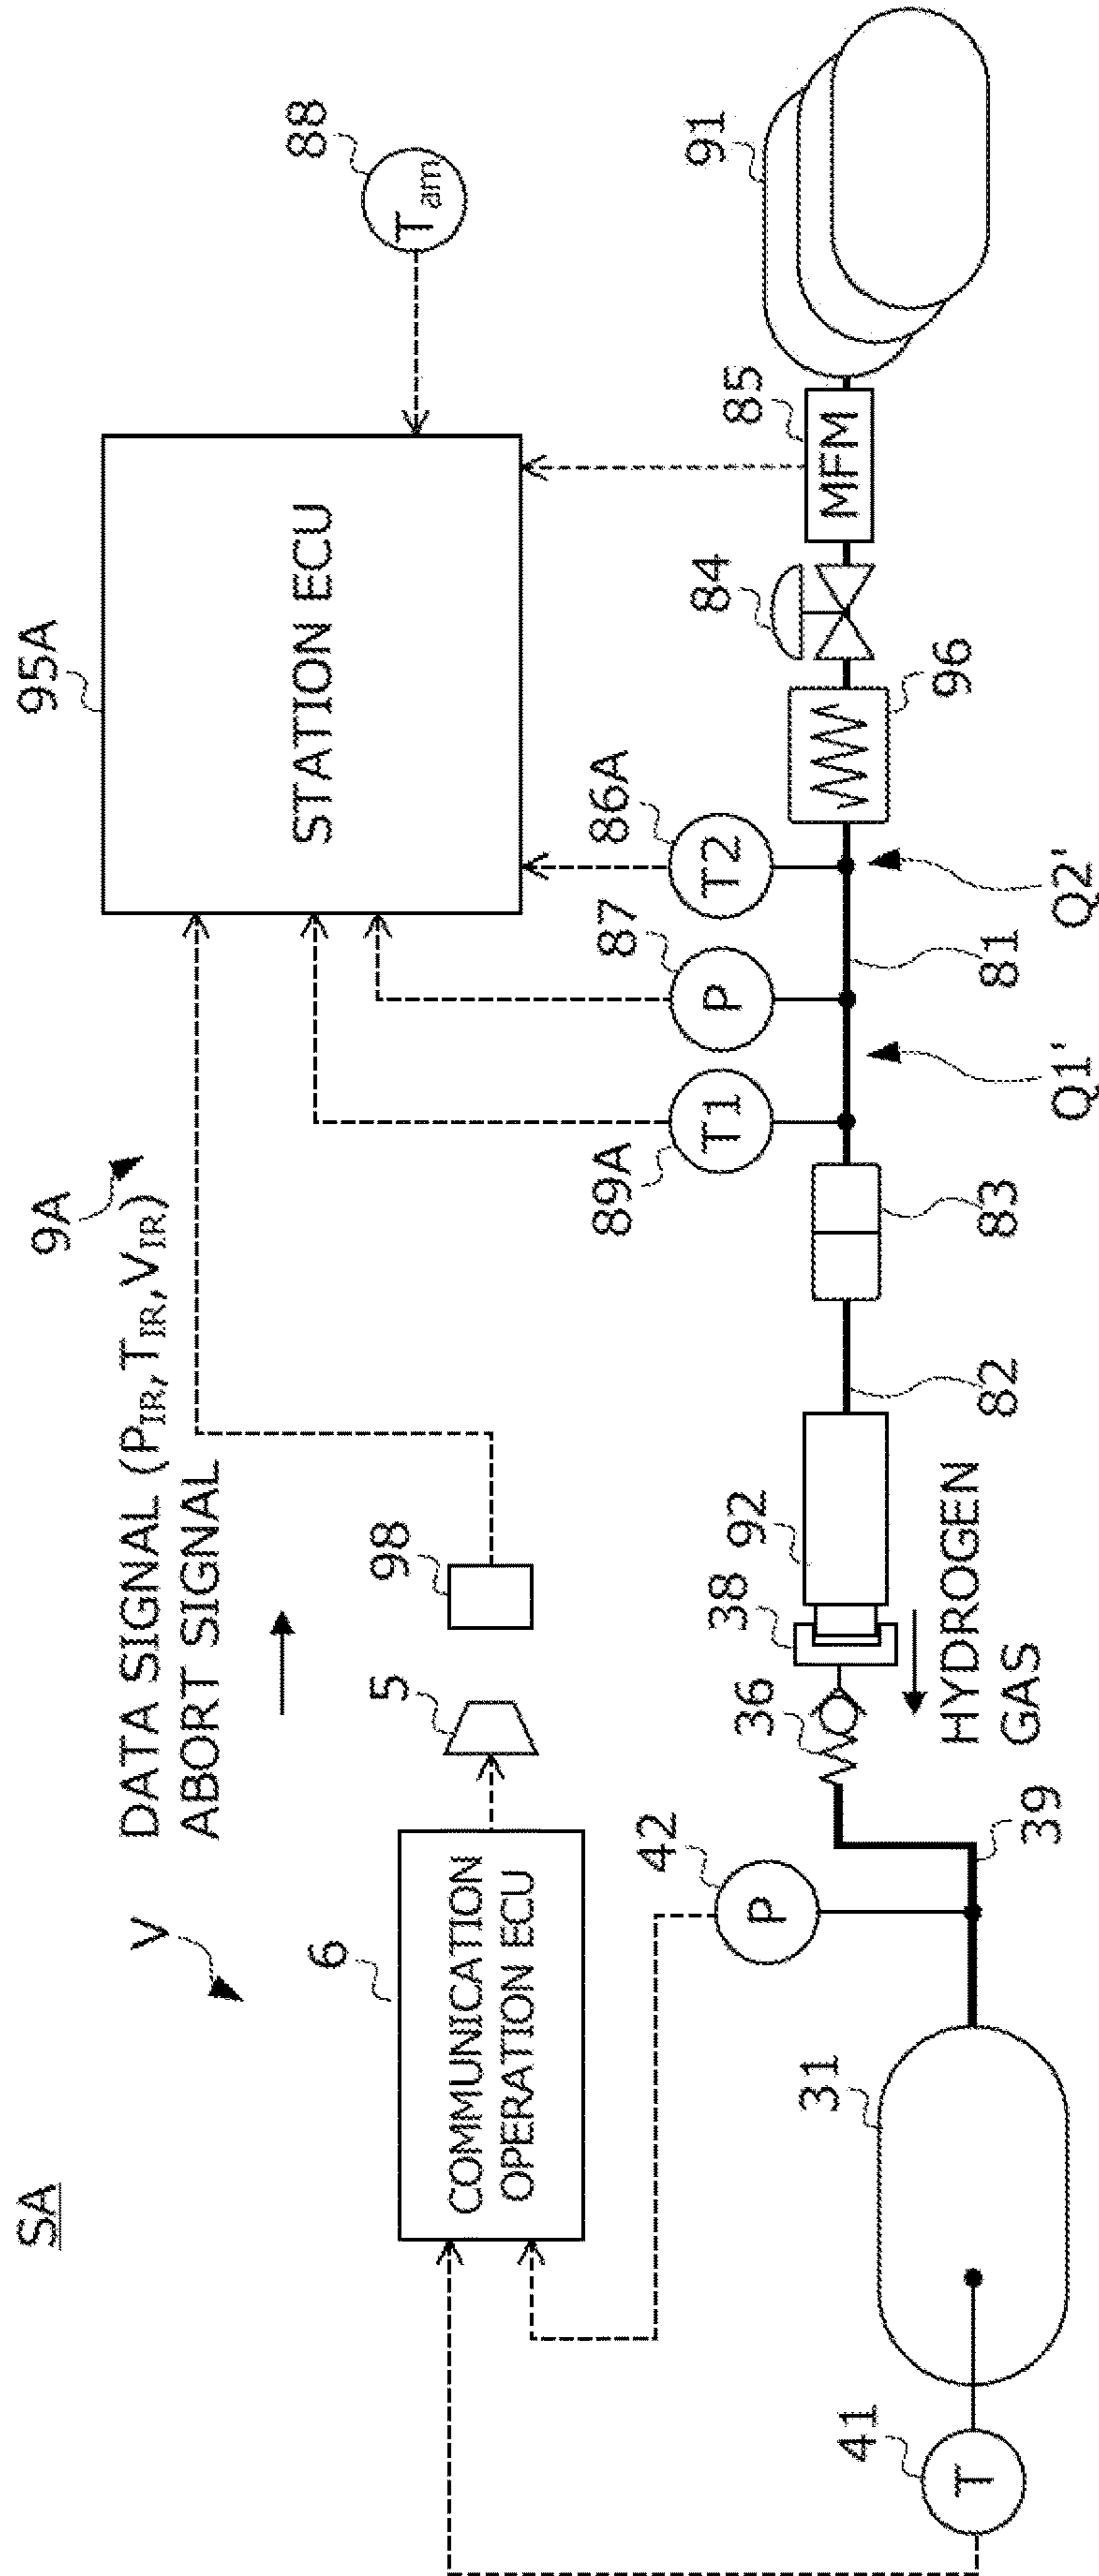 SA
V
9A
DATA SIGNAL (P_IR, T_IR, V_IR)
ABORT SIGNAL
95A
STATION ECU
88
T_am
6
COMMUNICATION
OPERATION ECU
5
98
42
P
89A
T1
87
P
86A
T2
84
85
MFM
91
41
T
31
39
36
38
92
HYDROGEN
GAS
82
83
Q1'
81
Q2'
96